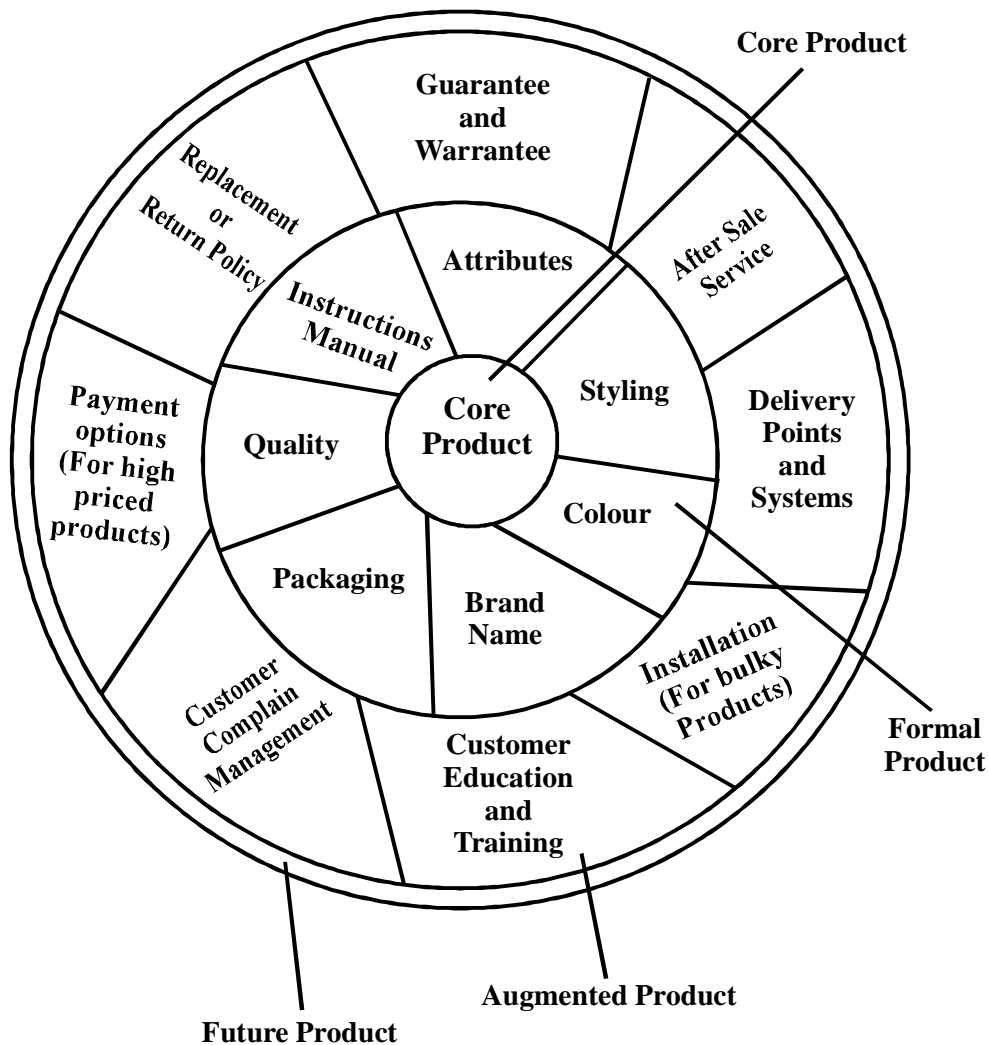 Core Product
Guarantee
and
Warrantee
Replacement
or
Return Policy
After Sale
Service
Attributes
Instructions
Manual
Styling
Payment
options
(For high
priced
products)
Quality
Core
Product
Delivery
Points
and
Systems
Colour
Packaging
Brand
Name
Installation
(For bulky
Products)
Customer
Complain
Management
Customer
Education
and
Training
Formal
Product
Augmented Product
Future Product